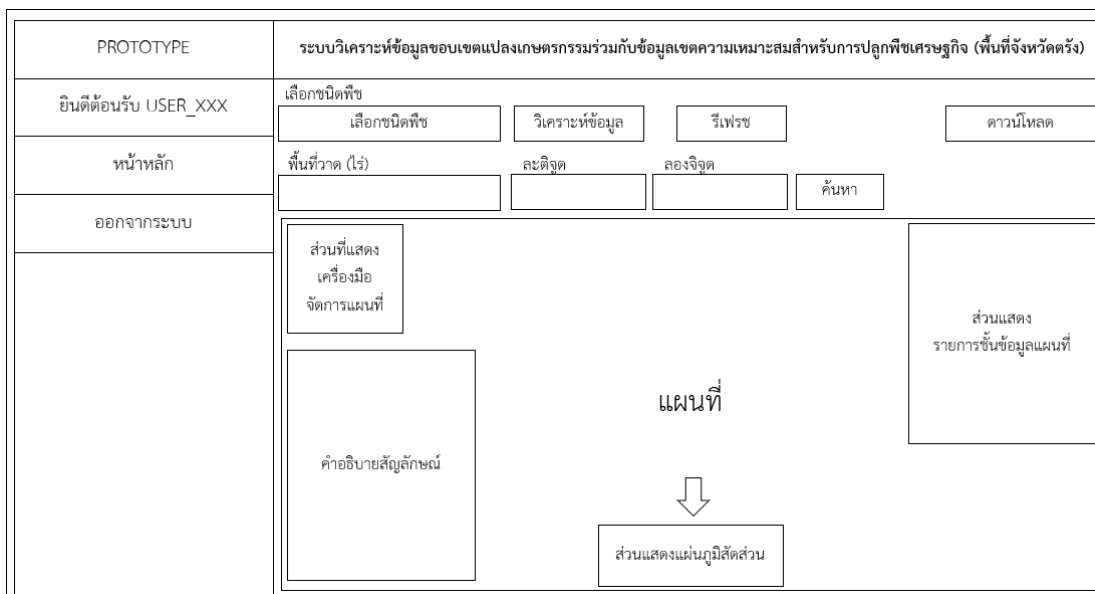 PROTOTYPE
ระบบวิเคราะห์ข้อมูลขอบเขตแปลงเกษตรกรรมร่วมกับข้อมูลเขตความเหมาะสมสำหรับการปลูกพืชเศรษฐกิจ (พื้นที่จังหวัดตรัง)
ยินดีต้อนรับ USER_XXX
หน้าหลัก
ออกจากระบบ
เลือกชนิดพืช
เลือกชนิดพืช
วิเคราะห์ข้อมูล
รีเฟรช
ดาวน์โหลด
พื้นที่วาด (ไร่)
ละติจูด
ลองจิจูด
ค้นหา
ส่วนที่แสดง
เครื่องมือ
จัดการแผนที่
ส่วนแสดง
รายการชั้นข้อมูลแผนที่
แผนที่
คำอธิบายสัญลักษณ์
ส่วนแสดงแผ่นภูมิสัดส่วน